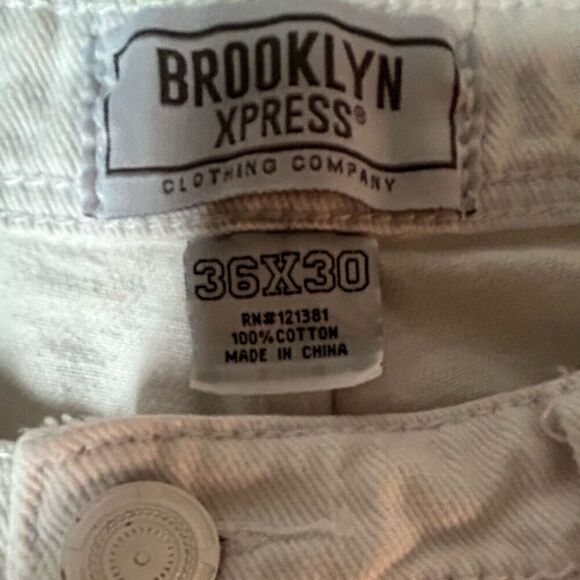 BROOKLYN
XPRESS®
CLOTHING COMPANY
36X30
RN#121381
100% COTTON
MADE IN CHINA